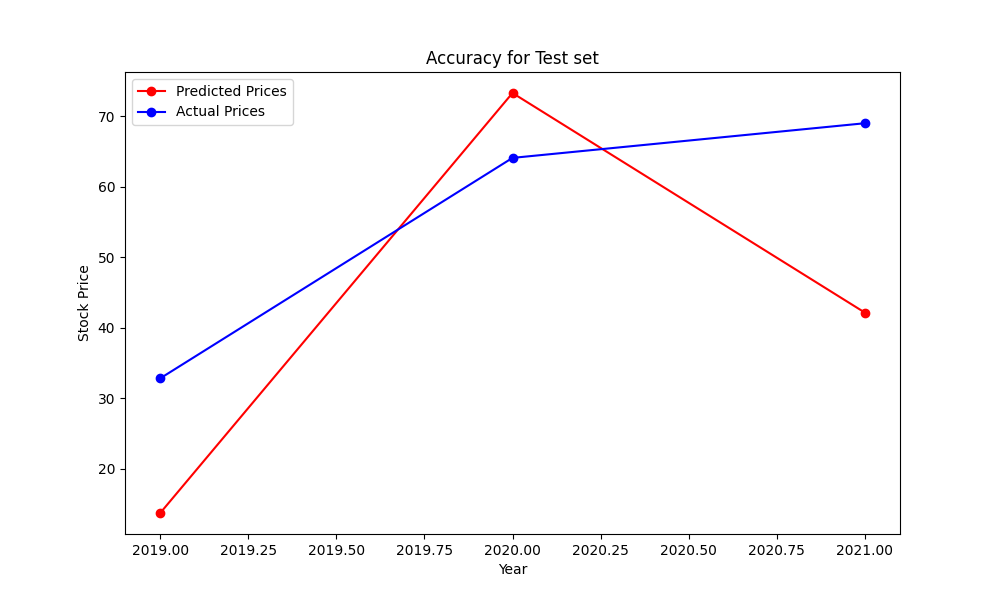 Accuracy for Test set
Predicted Prices
Actual Prices
Stock Price
70
60
50
40
30
20
2019.00 2019.25 2019.50 2019.75 2020.00 2020.25 2020.50 2020.75 2021.00
Year